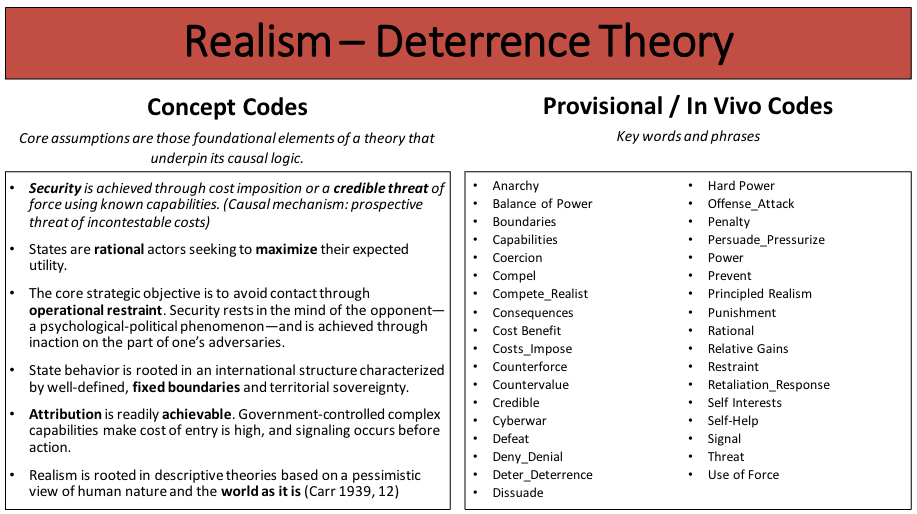 Realism – Deterrence Theory
Concept Codes
Core assumptions are those foundational elements of a theory that
underpin its causal logic.
• Security is achieved through cost imposition or a credible threat of
force using known capabilities. (Causal mechanism: prospective
threat of incontestable costs)
• States are rational actors seeking to maximize their expected
utility.
• The core strategic objective is to avoid contact through
operational restraint. Security rests in the mind of the opponent—
a psychological-political phenomenon—and is achieved through
inaction on the part of one's adversaries.
• State behavior is rooted in an international structure characterized
by well-defined, fixed boundaries and territorial sovereignty.
• Attribution is readily achievable. Government-controlled complex
capabilities make cost of entry is high, and signaling occurs before
action.
• Realism is rooted in descriptive theories based on a pessimistic
view of human nature and the world as it is (Carr 1939, 12)
Provisional / In Vivo Codes
Key words and phrases
• Anarchy
• Balance of Power
• Boundaries
• Capabilities
• Coercion
• Compel
• Compete_Realist
• Consequences
• Cost Benefit
• Costs_Impose
• Counterforce
• Countervalue
• Credible
• Cyberwar
• Defeat
• Deny_Denial
• Deter_Deterrence
• Dissuade
• Hard Power
• Offense_Attack
• Penalty
• Persuade_Pressurize
• Power
• Prevent
• Principled Realism
• Punishment
• Rational
• Relative Gains
• Restraint
• Retaliation_Response
• Self Interests
• Self-Help
• Signal
• Threat
• Use of Force